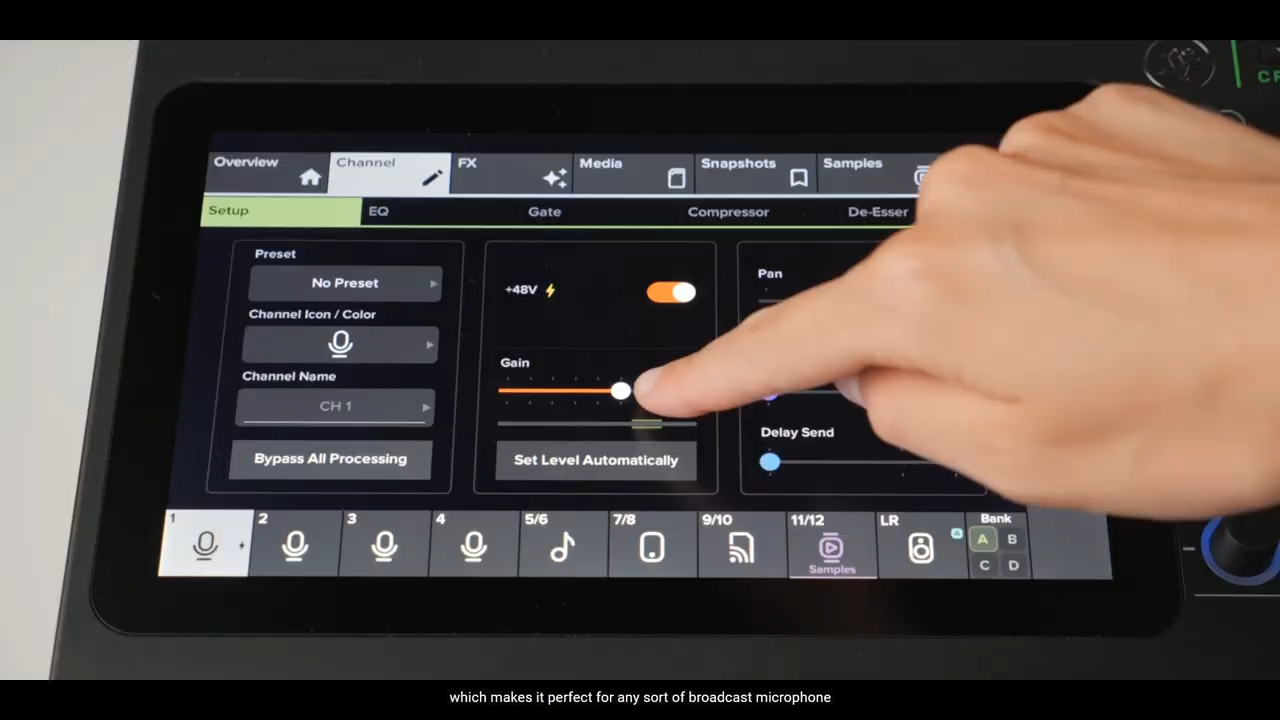 Overview
Channel
FX
Media
Snapshots
Samples
Setup
EQ
Gate
Compressor
De-Esser
Preset
No Preset
Channel Icon / Color
Channel Name
CH 1
Bypass All Processing
+48V
Gain
Set Level Automatically
Pan
Delay Send
1
2
3
4
5/6
7/8
9/10
11/12
Samples
LR
Bank
A B
C D
which makes it perfect for any sort of broadcast microphone